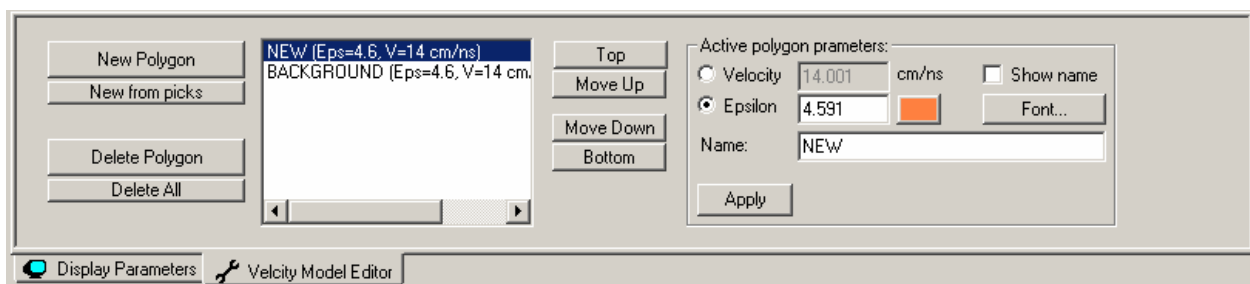 New Polygon
New from picks
Delete Polygon
Delete All
NEW (Eps=4.6, V=14 cm/ns)
BACKGROUND (Eps=4.6, V=14 cm.
Top
Move Up
Move Down
Bottom
Active polygon prameters:
Velocity 14.001 cm/ns Show name
Epsilon 4.591 Font...
Name: NEW
Apply
Display Parameters Velcity Model Editor